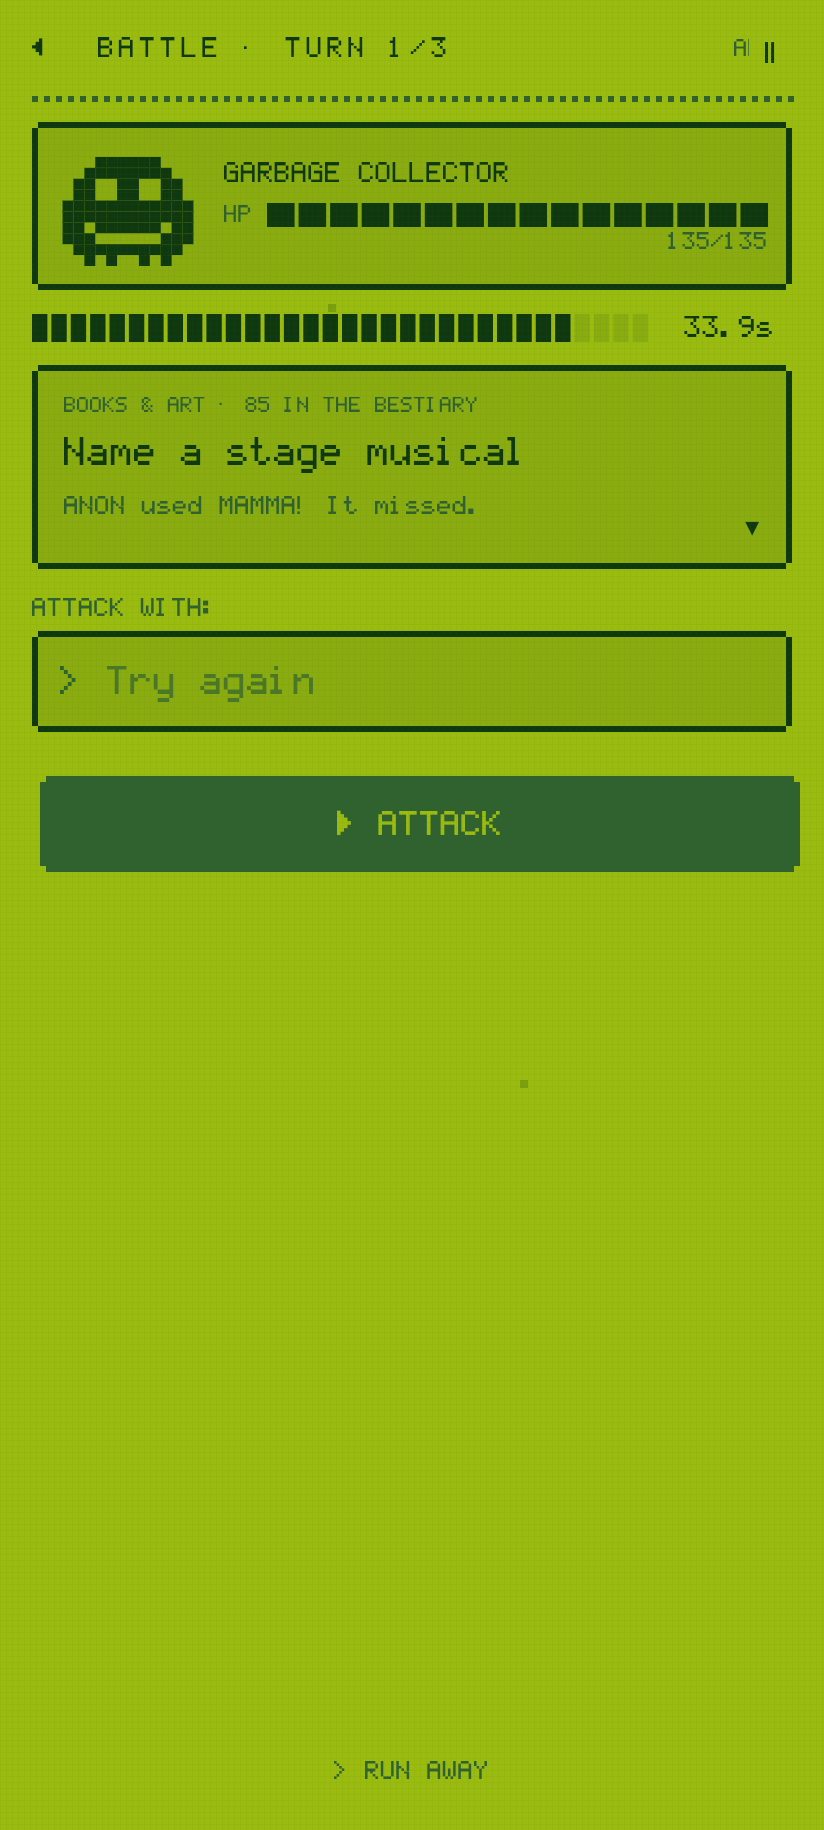 BATTLE · TURN 1/3
GARBAGE COLLECTOR
HP
135/135
33.9s
BOOKS & ART · 85 IN THE BESTIARY
Name a stage musical
ANON used MAMMA! It missed.
ATTACK WITH:
> Try again
ATTACK
> RUN AWAY